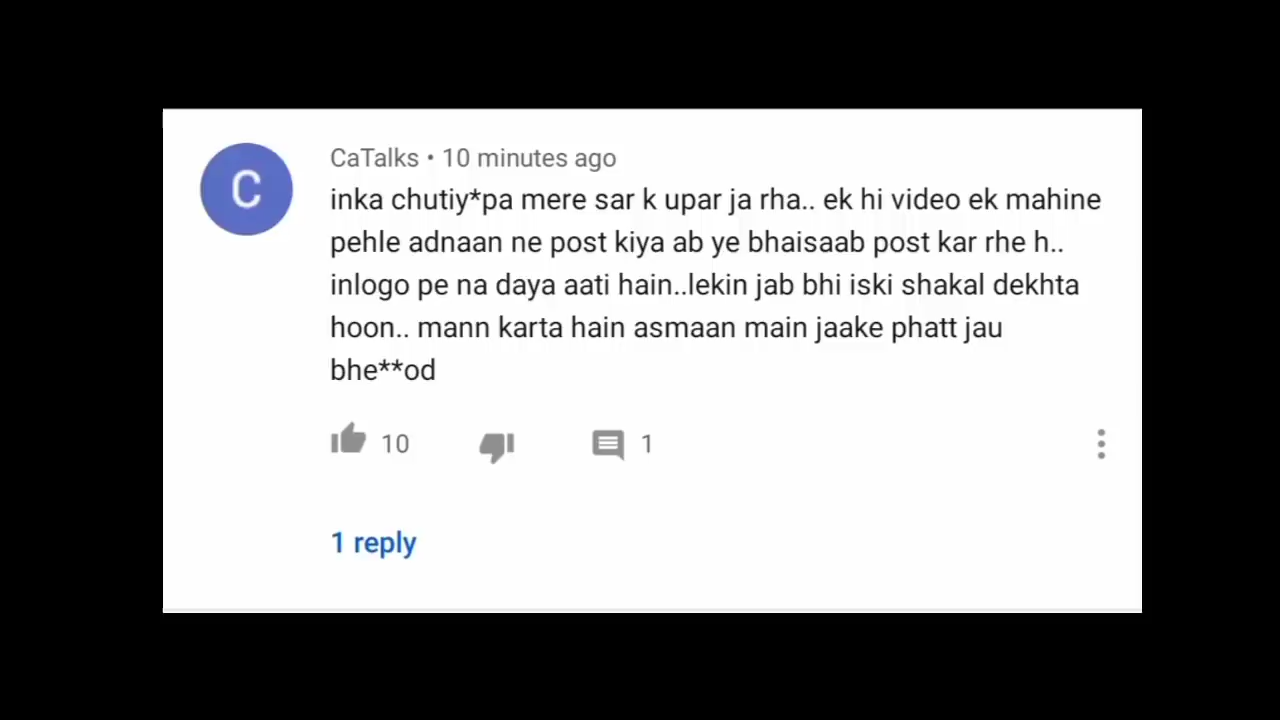 C
CaTalks • 10 minutes ago
inka chutiy*pa mere sar k upar ja rha.. ek hi video ek mahine
pehle adnaan ne post kiya ab ye bhaisaab post kar rhe h..
inlogo pe na daya aati hain..lekin jab bhi iski shakal dekhta
hoon.. mann karta hain asmaan main jaake phatt jau
bhe**od
10 1
1 reply